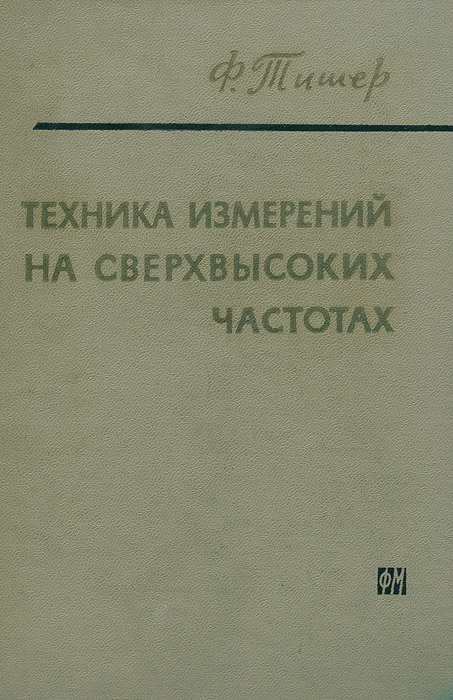 Ф. Тишер
ТЕХНИКА ИЗМЕРЕНИЙ
НА СВЕРХВЫСОКИХ
ЧАСТОТАХ
ФМ